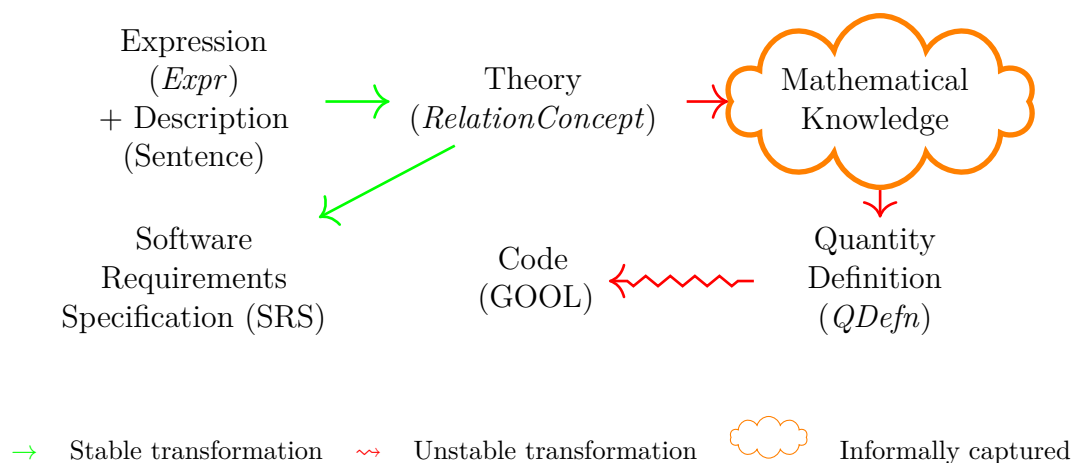 Expression
(Expr)
+ Description
(Sentence)
Theory
(RelationConcept)
Mathematical
Knowledge
Software
Requirements
Specification (SRS)
Code
(GOOL)
Quantity
Definition
(QDefn)
Stable transformation
Unstable transformation
Informally captured